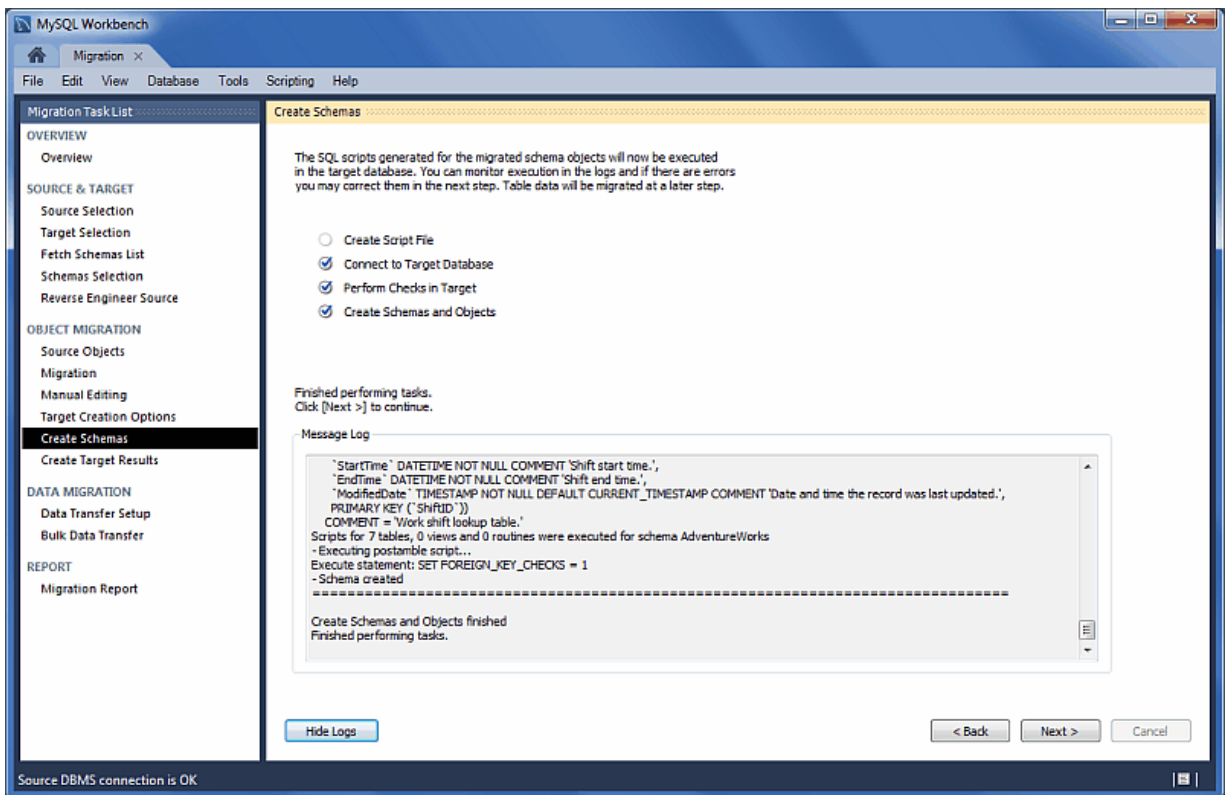 MySQL Workbench
Migration
File Edit View Database Tools Scripting Help
Migration Task List
OVERVIEW
Overview
SOURCE & TARGET
Source Selection
Target Selection
Fetch Schemas List
Schemas Selection
Reverse Engineer Source
OBJECT MIGRATION
Source Objects
Migration
Manual Editing
Target Creation Options
Create Schemas
Create Target Results
DATA MIGRATION
Data Transfer Setup
Bulk Data Transfer
REPORT
Migration Report
Create Schemas
The SQL scripts generated for the migrated schema objects will now be executed
in the target database. You can monitor execution in the logs and if there are errors
you may correct them in the next step. Table data will be migrated at a later step.
Create Script File
Connect to Target Database
Perform Checks in Target
Create Schemas and Objects
Finished performing tasks.
Click [Next >] to continue.
Message Log
`StartTime` DATETIME NOT NULL COMMENT 'Shift start time.',
`EndTime` DATETIME NOT NULL COMMENT 'Shift end time.',
`ModifiedDate` TIMESTAMP NOT NULL DEFAULT CURRENT_TIMESTAMP COMMENT 'Date and time the record was last updated.',
PRIMARY KEY (`ShiftID`))
COMMENT = 'Work shift lookup table.'
Scripts for 7 tables, 0 views and 0 routines were executed for schema AdventureWorks
- Executing postamble script...
Execute statement: SET FOREIGN_KEY_CHECKS = 1
- Schema created
================================================================================
Create Schemas and Objects finished
Finished performing tasks.
Hide Logs
< Back
Next >
Cancel
Source DBMS connection is OK